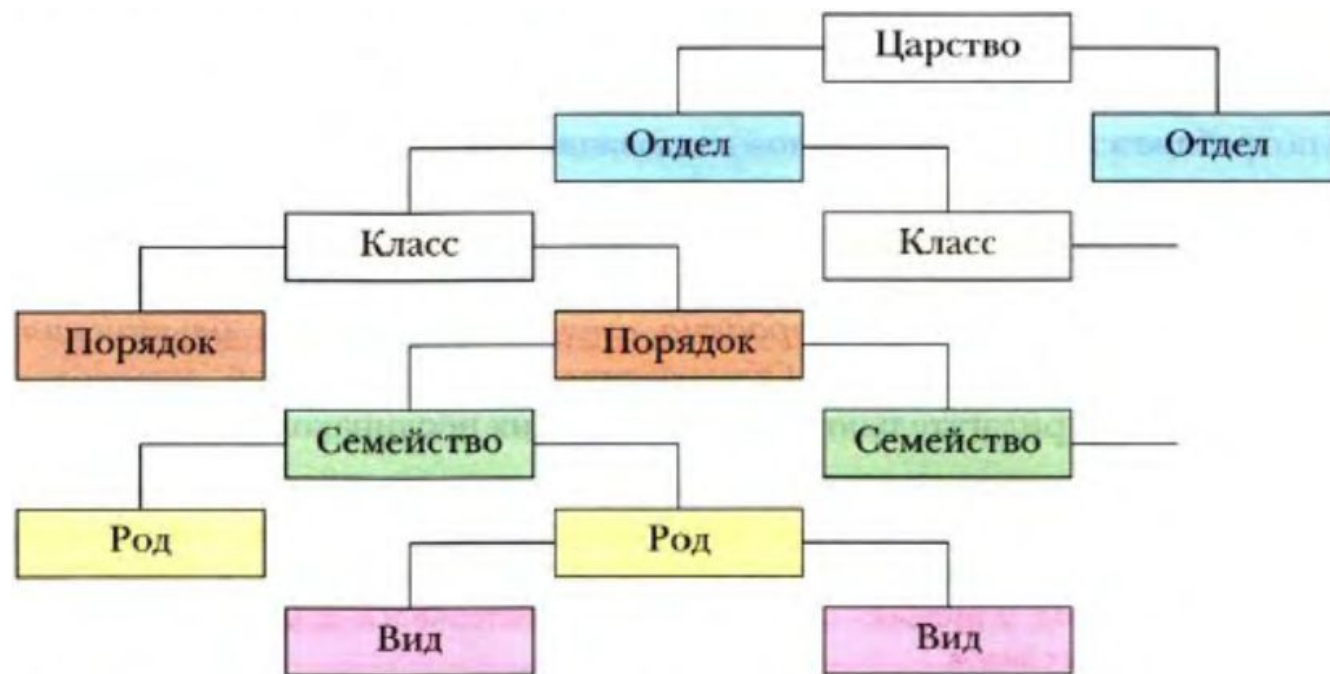 Царство
Отдел
Отдел
Класс
Класс
Порядок
Порядок
Семейство
Семейство
Род
Род
Вид
Вид